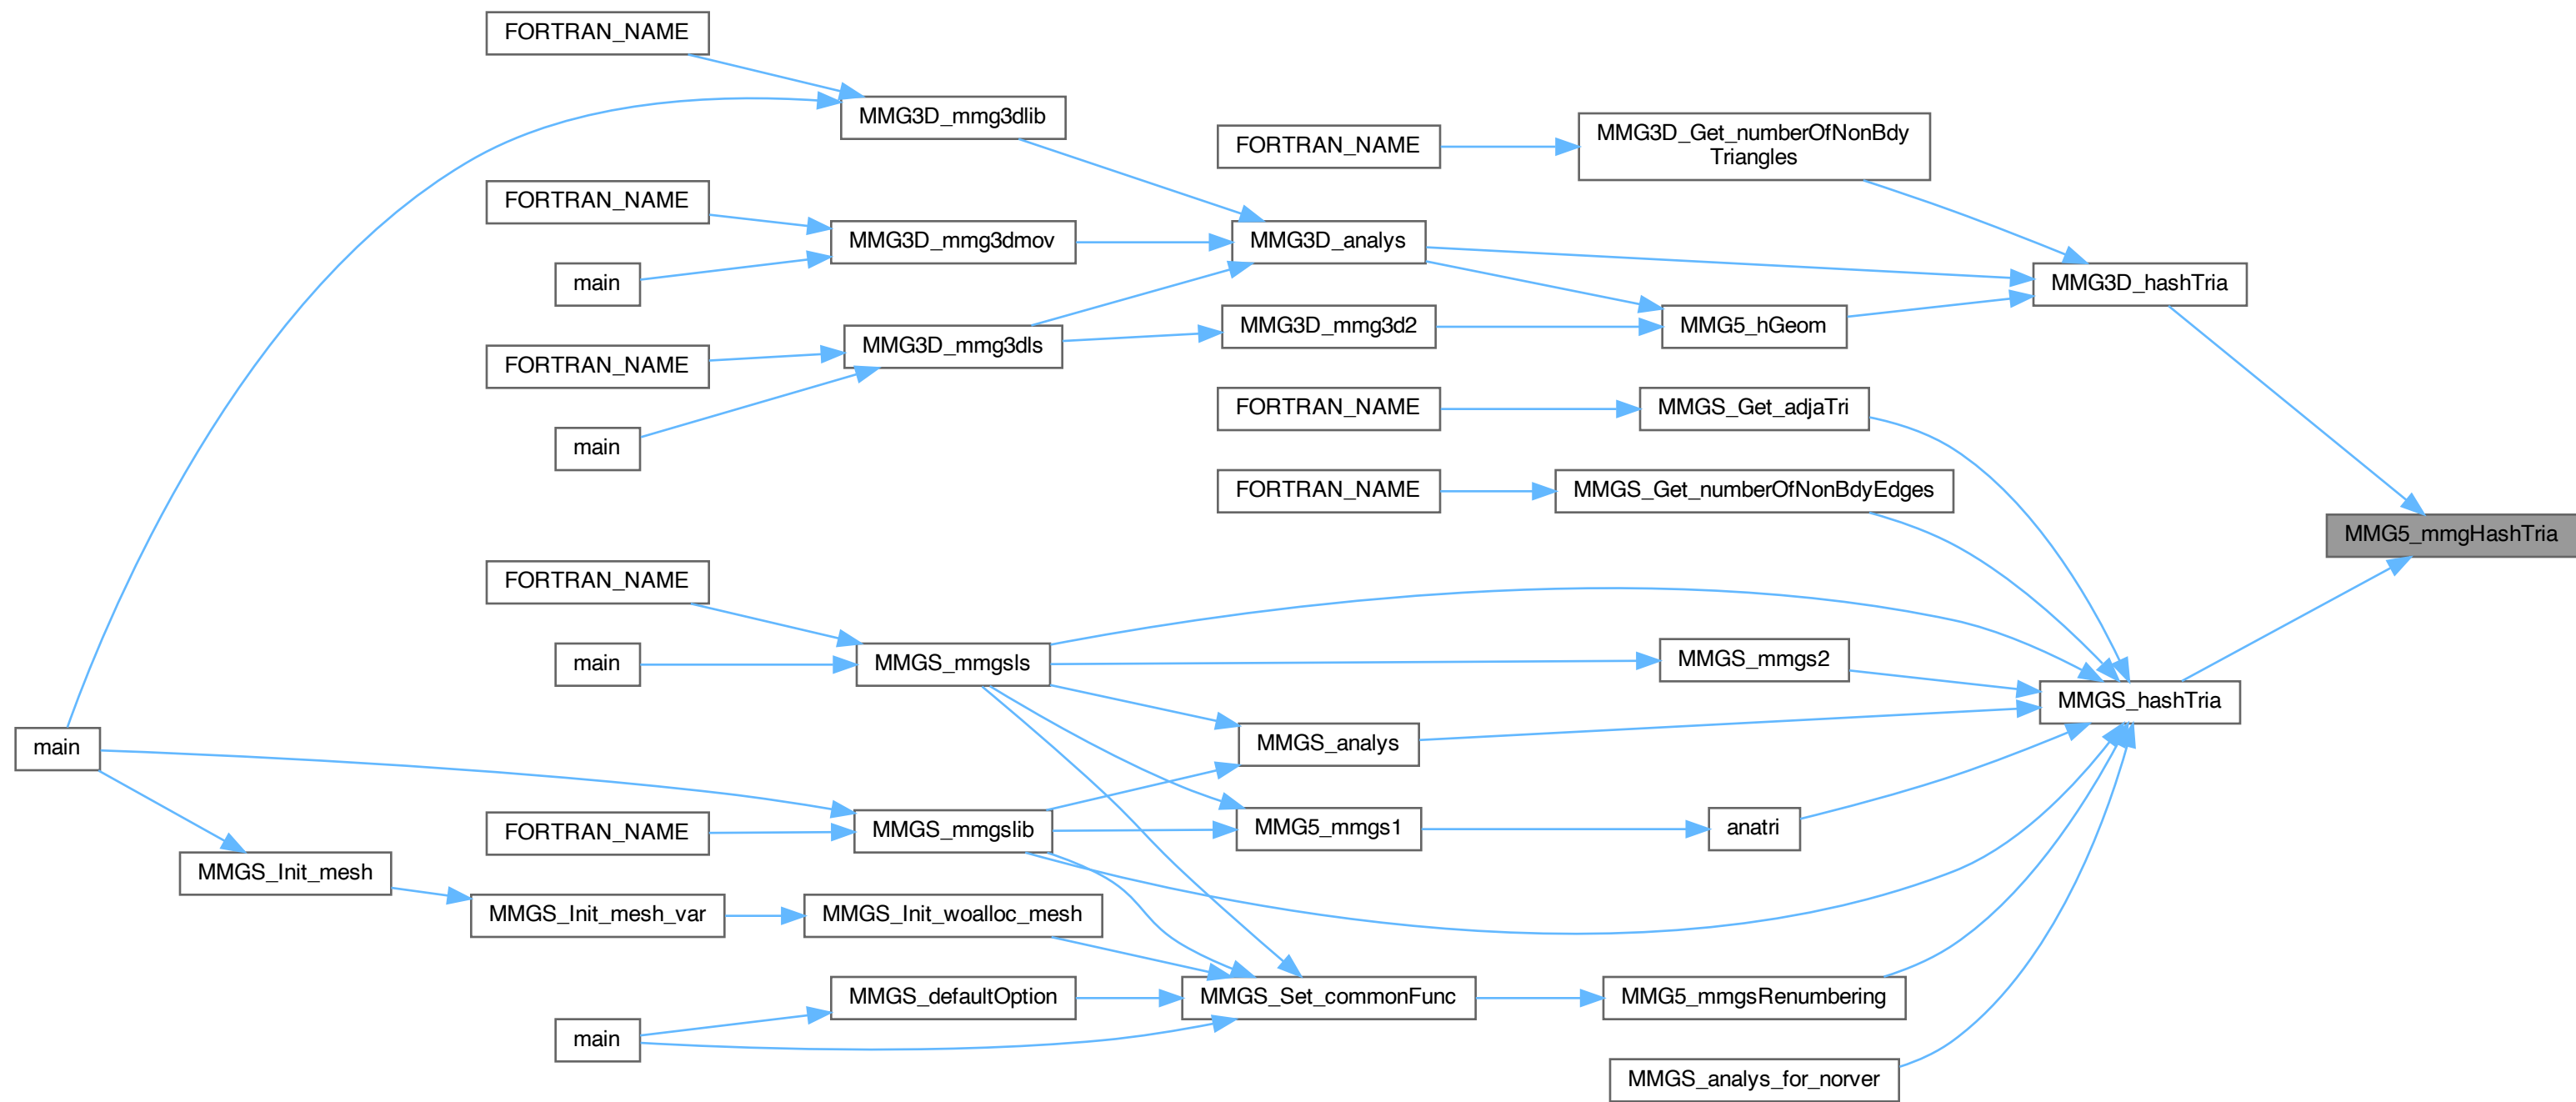 FORTRAN_NAME
MMG3D_mmg3dlib
MMG3D_Get_numberOfNonBdy
Triangles
FORTRAN_NAME
FORTRAN_NAME
MMG3D_mmg3dmov
MMG3D_analys
main
MMG3D_hashTria
MMG3D_mmg3d2
MMG5_hGeom
MMG3D_mmg3dls
FORTRAN_NAME
FORTRAN_NAME
MMGS_Get_adjaTri
main
FORTRAN_NAME
MMGS_Get_numberOfNonBdyEdges
MMG5_mmgHashTria
FORTRAN_NAME
main
MMGS_mmgsls
MMGS_mmgs2
MMGS_hashTria
main
MMGS_analys
FORTRAN_NAME
MMGS_mmgslib
MMG5_mmgs1
anatri
MMGS_Init_mesh
MMGS_Init_mesh_var
MMGS_Init_woalloc_mesh
MMGS_defaultOption
MMGS_Set_commonFunc
MMG5_mmgsRenumbering
main
MMGS_analys_for_norver